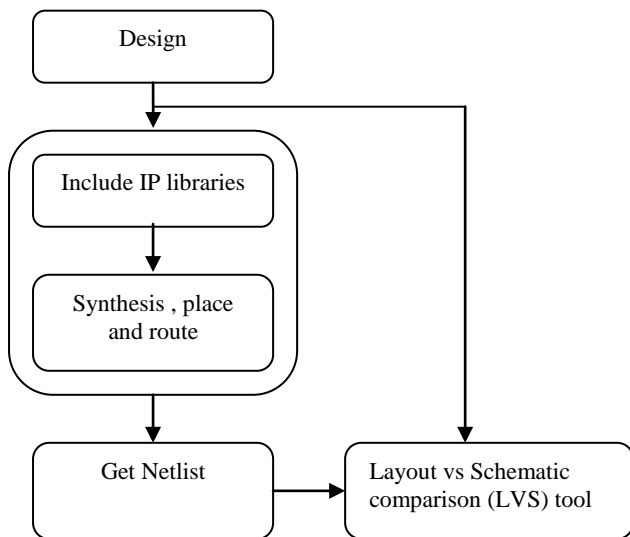 Design
Include IP libraries
Synthesis , place
and route
Get Netlist
Layout vs Schematic
comparison (LVS) tool